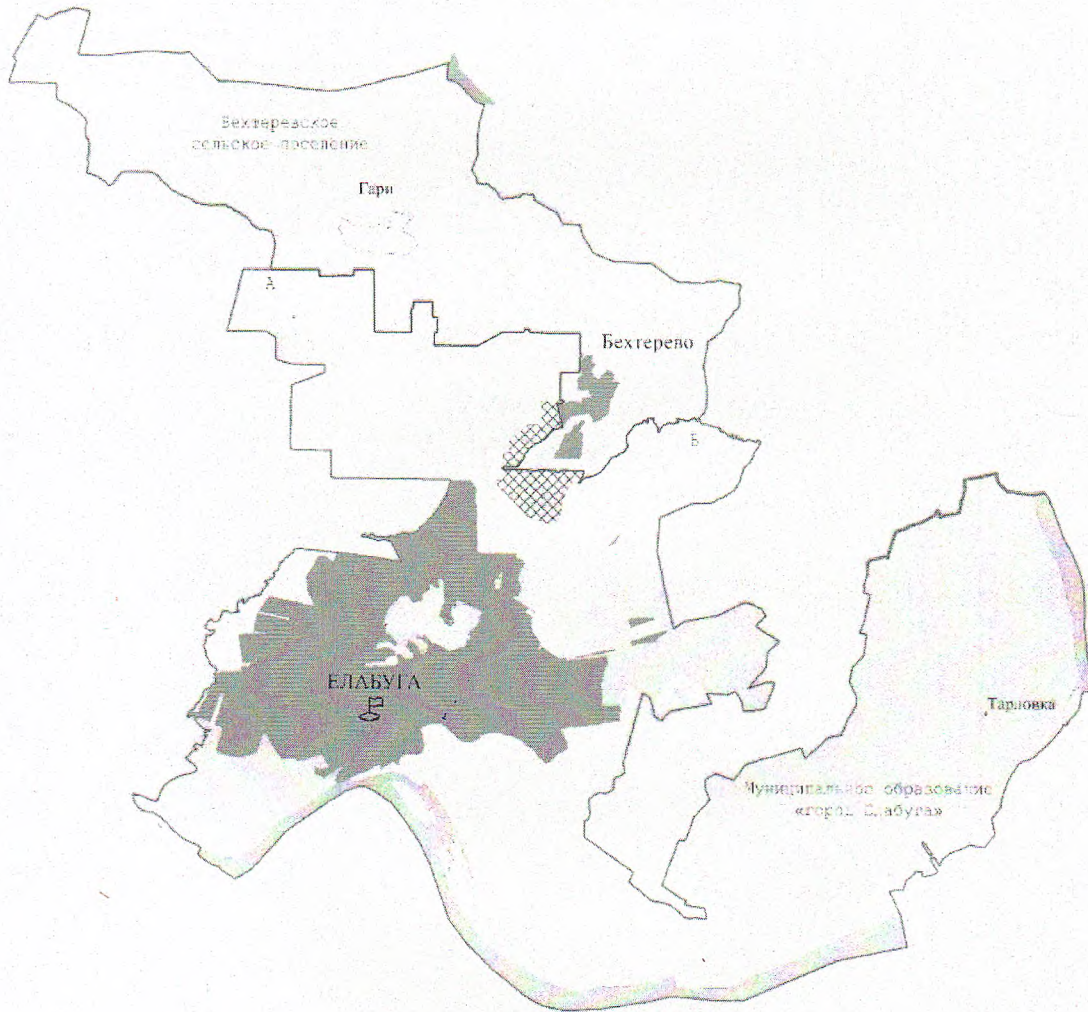 Бехтеревское
сельское поселение
Гари
А
Бехтерево
Б
ЕЛАБУГА
Тарловка
Муниципальное образование
«город Елабуга»